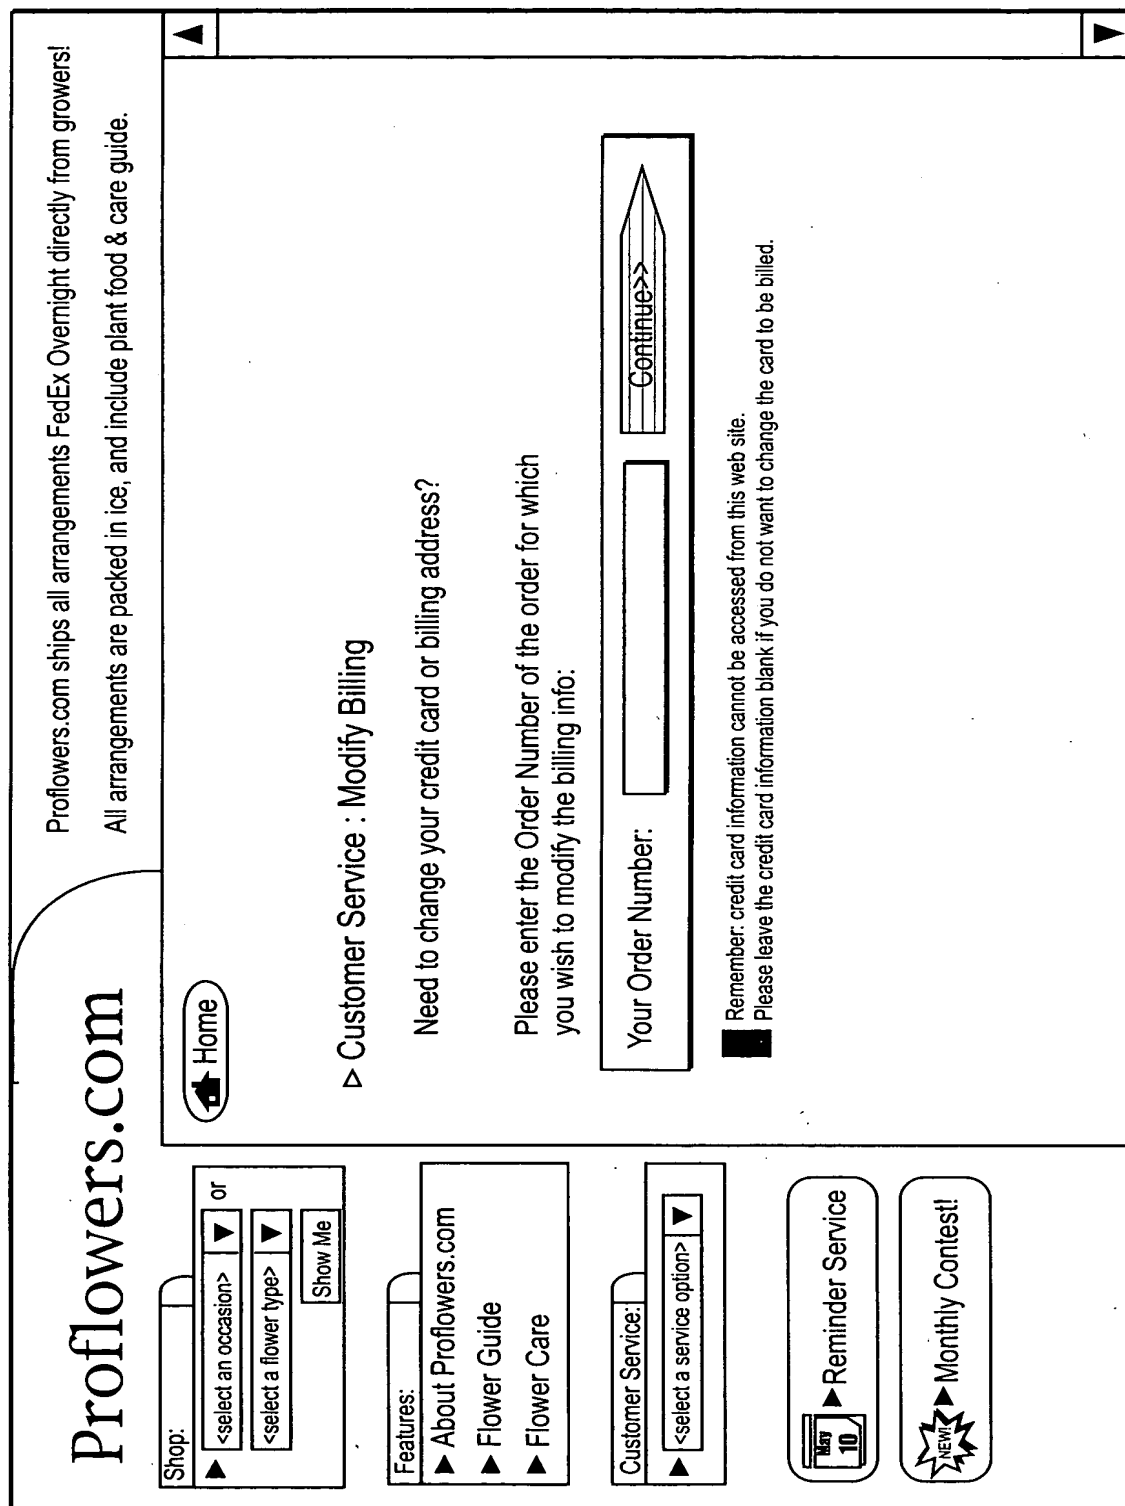 Proflowers.com
Proflowers.com ships all arrangements FedEx Overnight directly from growers!
All arrangements are packed in ice, and include plant food & care guide.
Shop:
<select an occasion> or
<select a flower type>
Show Me
Features:
About Proflowers.com
Flower Guide
Flower Care
Customer Service:
<select a service option>
May
10
Reminder Service
NEW!
Monthly Contest!
Home
Customer Service : Modify Billing
Need to change your credit card or billing address?
Please enter the Order Number of the order for which
you wish to modify the billing info:
Your Order Number:
Continue>>
Remember: credit card information cannot be accessed from this web site.
Please leave the credit card information blank if you do not want to change the card to be billed.